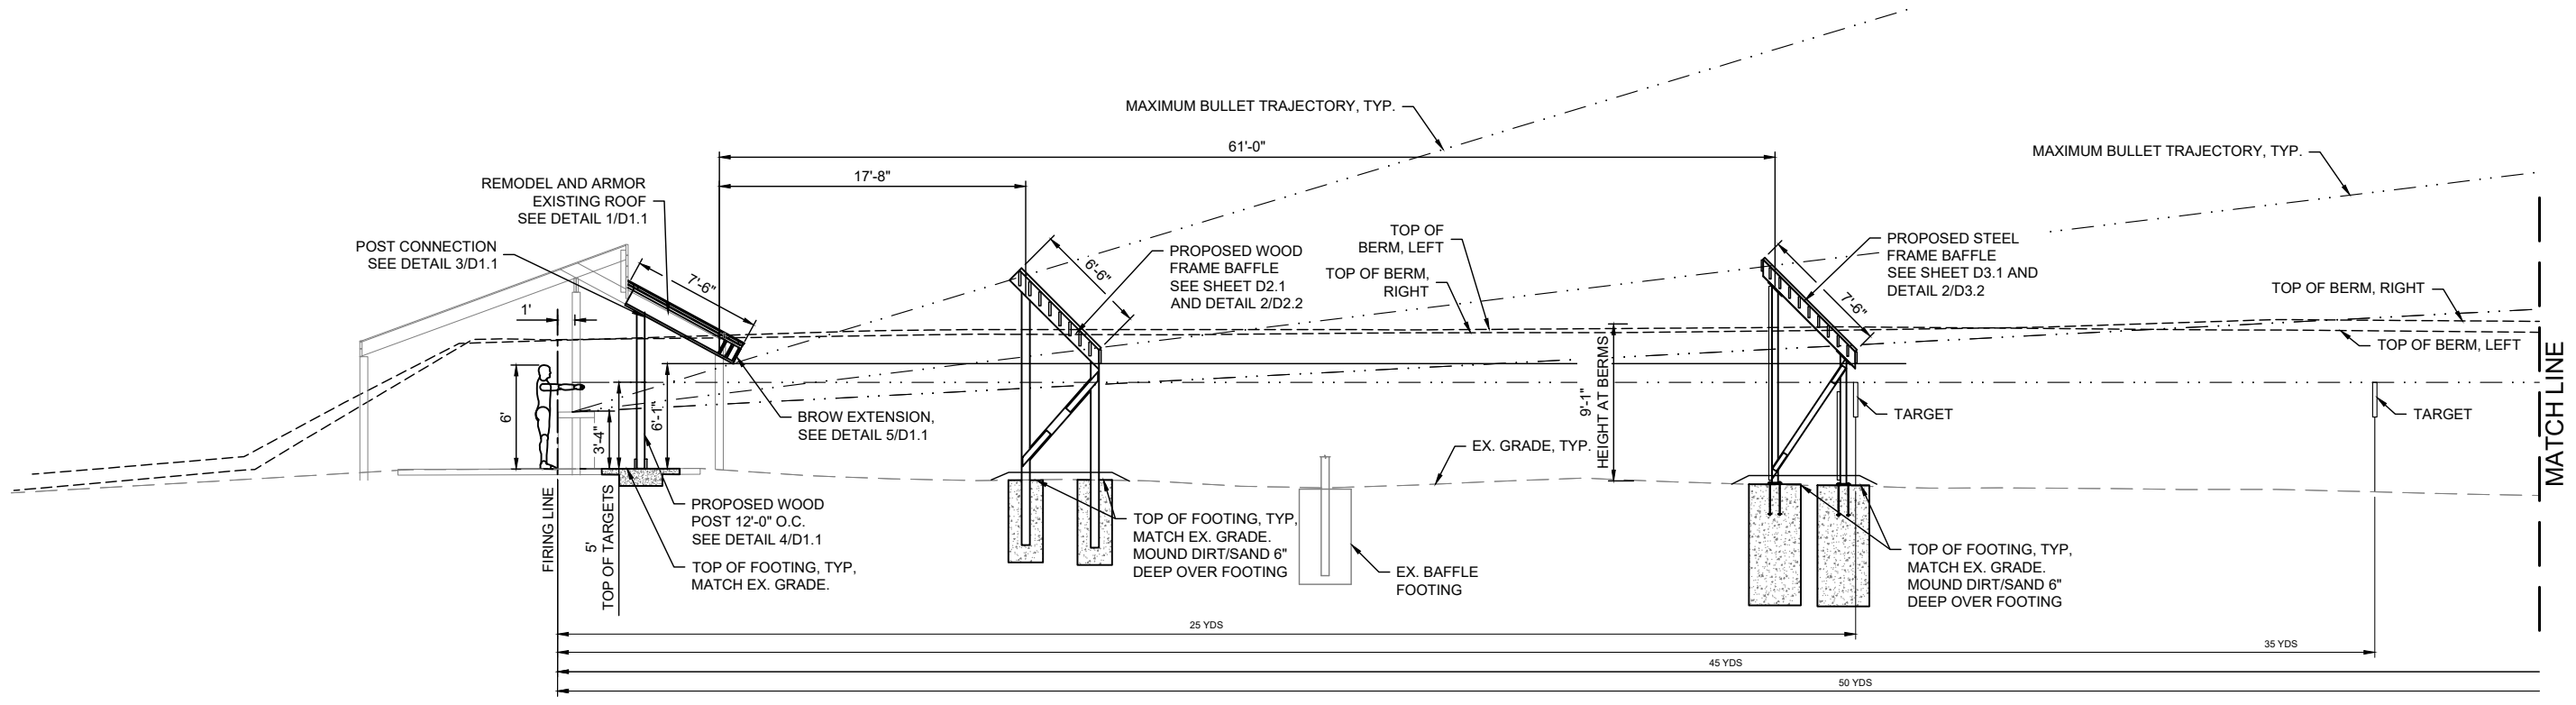 MAXIMUM BULLET TRAJECTORY, TYP.
61'-0"
MAXIMUM BULLET TRAJECTORY, TYP.
17'-8"
REMODEL AND ARMOR
EXISTING ROOF
SEE DETAIL 1/D1.1
POST CONNECTION
SEE DETAIL 3/D1.1
7'-6"
1'
6'-6"
PROPOSED WOOD
FRAME BAFFLE
SEE SHEET D2.1
AND DETAIL 2/D2.2
TOP OF
BERM, LEFT
TOP OF BERM,
RIGHT
PROPOSED STEEL
FRAME BAFFLE
SEE SHEET D3.1 AND
DETAIL 2/D3.2
7'-6"
TOP OF BERM, RIGHT
TOP OF BERM, LEFT
MATCH LINE
6'
3'-4"
6'-1"
BROW EXTENSION,
SEE DETAIL 5/D1.1
9'-1"
HEIGHT AT BERMS
TARGET
TARGET
EX. GRADE, TYP.
FIRING LINE
5'
TOP OF TARGETS
PROPOSED WOOD
POST 12'-0" O.C.
SEE DETAIL 4/D1.1
TOP OF FOOTING, TYP,
MATCH EX. GRADE.
TOP OF FOOTING, TYP,
MATCH EX. GRADE.
MOUND DIRT/SAND 6"
DEEP OVER FOOTING
EX. BAFFLE
FOOTING
TOP OF FOOTING, TYP,
MATCH EX. GRADE.
MOUND DIRT/SAND 6"
DEEP OVER FOOTING
25 YDS
35 YDS
45 YDS
50 YDS